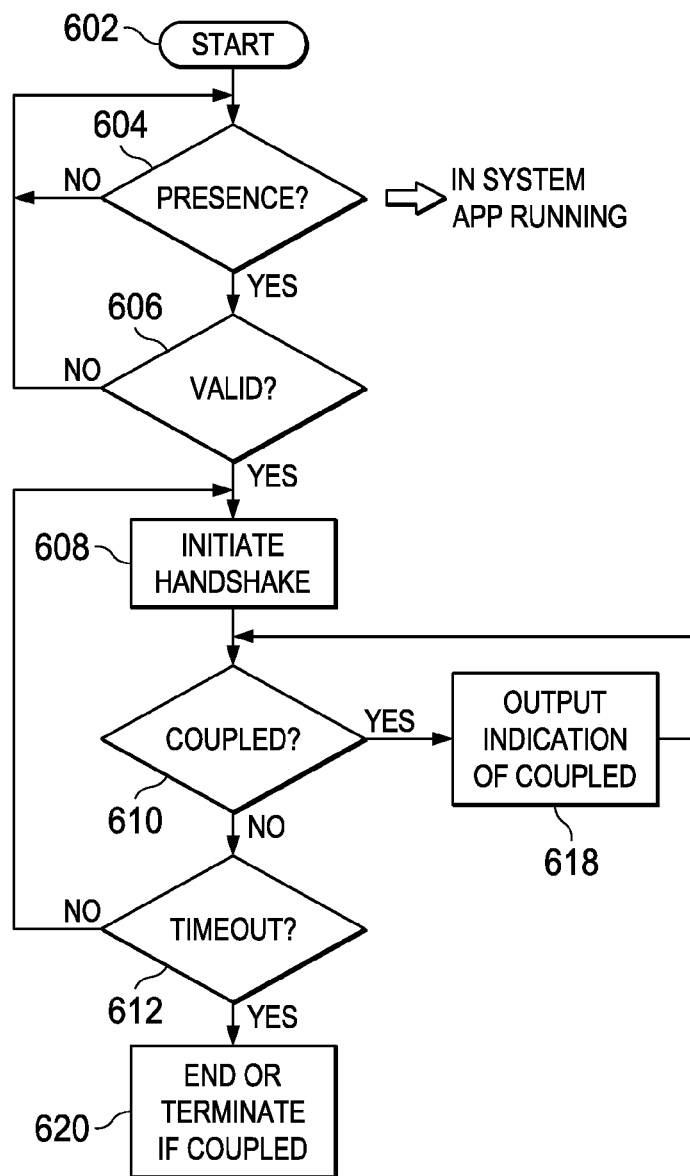 602
START
604
NO
PRESENCE?
IN SYSTEM
APP RUNNING
YES
606
NO
VALID?
YES
608
INITIATE
HANDSHAKE
COUPLED?
YES
OUTPUT
INDICATION
OF COUPLED
610
NO
618
NO
TIMEOUT?
612
YES
620
END OR
TERMINATE
IF COUPLED